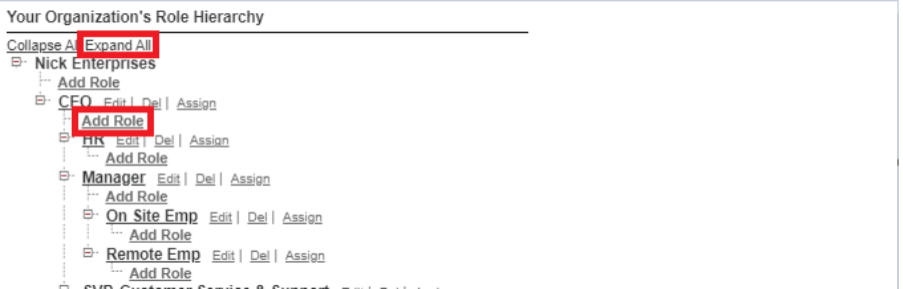 Your Organization's Role Hierarchy
Collapse Al Expand All
Nick Enterprises
Add Role
CEO Edit | Del | Assign
Add Role
HR Edit | Del | Assign
Add Role
Manager Edit | Del | Assign
Add Role
On Site Emp Edit | Del | Assign
Add Role
Remote Emp Edit | Del | Assign
Add Role
SVP, Customer Service & Support